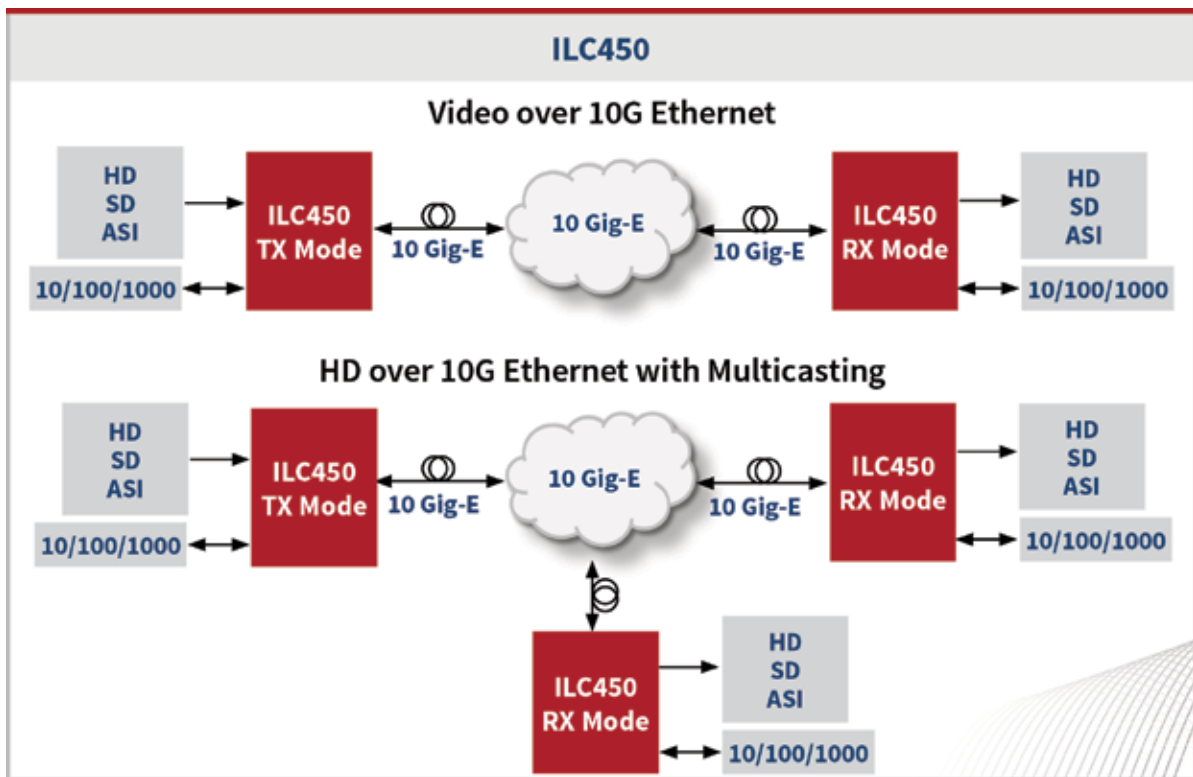 ILC450
Video over 10G Ethernet
HD
SD
ASI
10/100/1000
ILC450
TX Mode
10 Gig-E
10 Gig-E
10 Gig-E
ILC450
RX Mode
HD
SD
ASI
10/100/1000
HD over 10G Ethernet with Multicasting
HD
SD
ASI
10/100/1000
ILC450
TX Mode
10 Gig-E
10 Gig-E
10 Gig-E
ILC450
RX Mode
HD
SD
ASI
10/100/1000
ILC450
RX Mode
HD
SD
ASI
10/100/1000